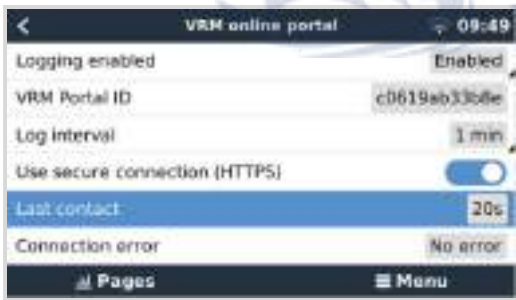 VRM online portal 09:49
Logging enabled Enabled
VRM Portal ID c0619ab33b8e
Log interval 1 min
Use secure connection (HTTPS)
Last contact 20s
Connection error No error
Pages Menu